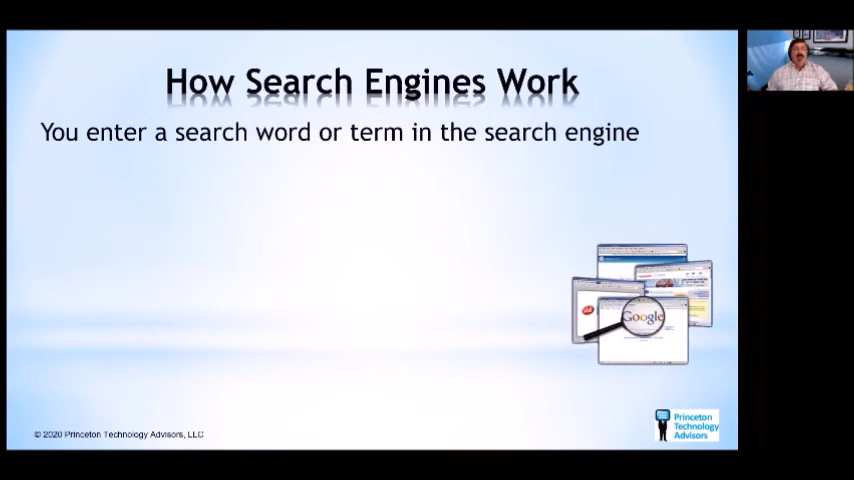 How Search Engines Work
You enter a search word or term in the search engine
Google
© 2020 Princeton Technology Advisors, LLC
Princeton
Technology
Advisors